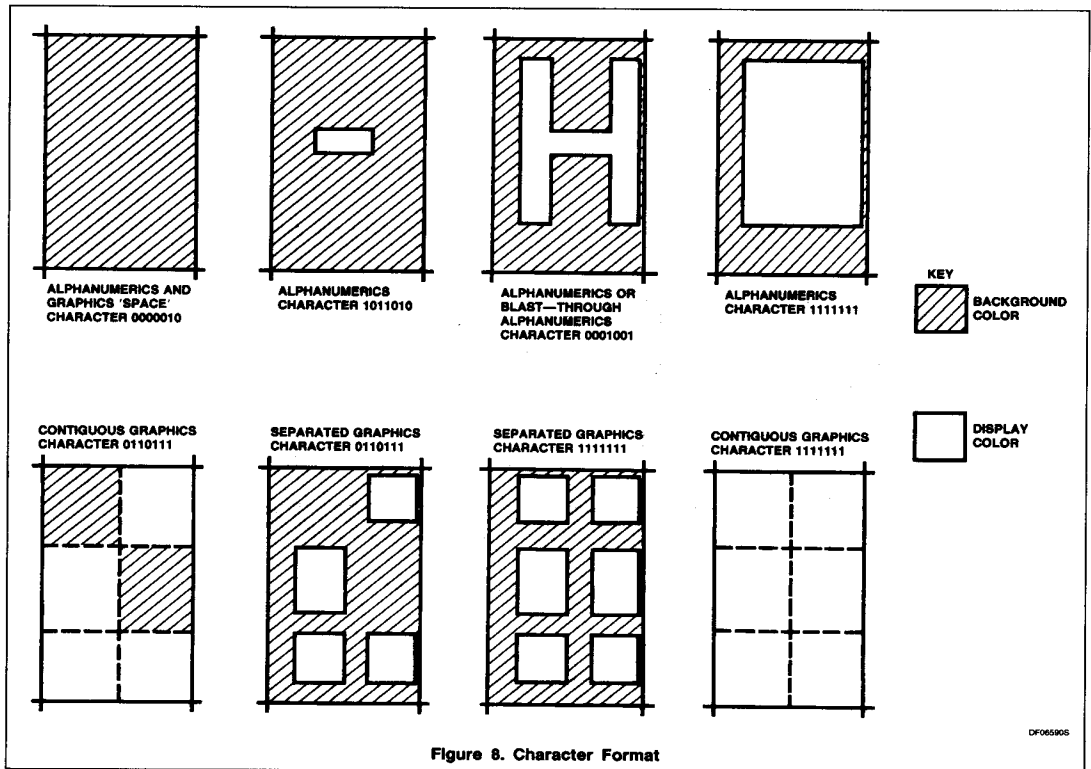 ALPHANUMERICS AND
GRAPHICS 'SPACE'
CHARACTER 0000010
ALPHANUMERICS
CHARACTER 1011010
ALPHANUMERICS OR
BLAST—THROUGH
ALPHANUMERICS
CHARACTER 0001001
ALPHANUMERICS
CHARACTER 1111111
KEY
BACKGROUND
COLOR
DISPLAY
COLOR
CONTIGUOUS GRAPHICS
CHARACTER 0110111
SEPARATED GRAPHICS
CHARACTER 0110111
SEPARATED GRAPHICS
CHARACTER 1111111
CONTIGUOUS GRAPHICS
CHARACTER 1111111
DF06590S
Figure 8. Character Format